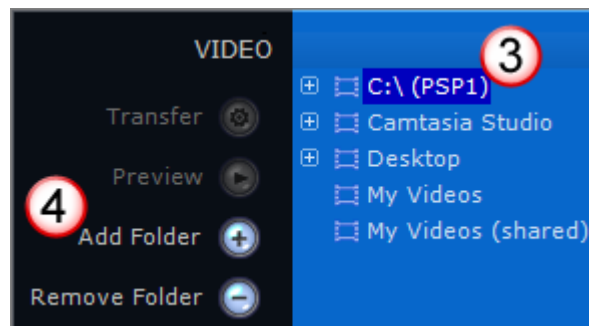 VIDEO
Transfer
Preview
4
Add Folder
Remove Folder
3
C:\ (PSP1)
Camtasia Studio
Desktop
My Videos
My Videos (shared)